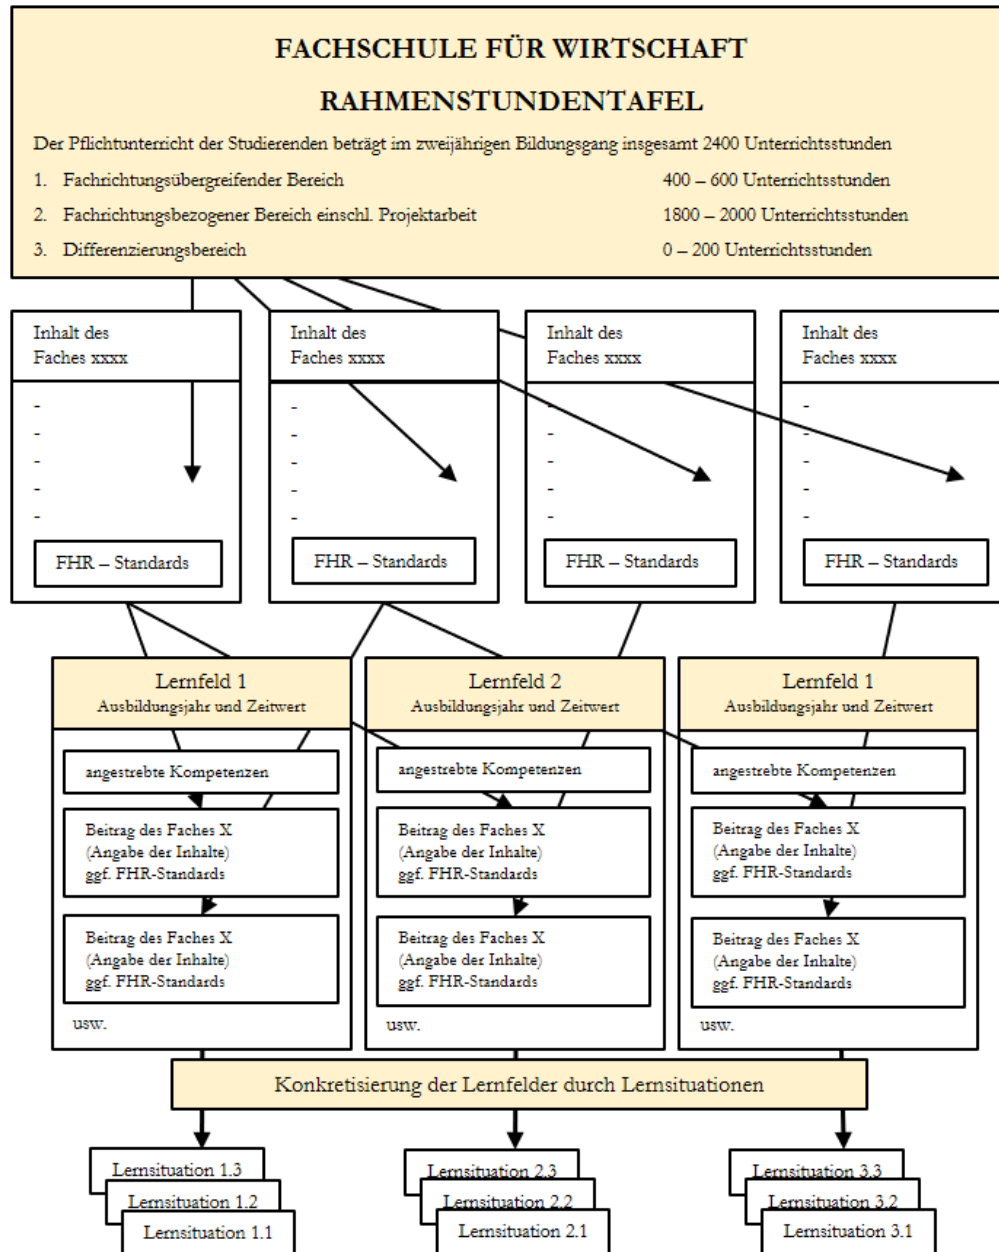 FACHSCHULE FÜR WIRTSCHAFT
RAHMENSTUNDENTAFEL
Der Pflichtunterricht der Studierenden beträgt im zweijährigen Bildungsgang insgesamt 2400 Unterrichtsstunden
1. Fachrichtungsübergreifender Bereich 400 – 600 Unterrichtsstunden
2. Fachrichtungsbezogener Bereich einschl. Projektarbeit 1800 – 2000 Unterrichtsstunden
3. Differenzierungsbereich 0 – 200 Unterrichtsstunden
Inhalt des
Faches xxxx
-
-
-
-
-
FHR – Standards
Inhalt des
Faches xxxx
-
-
-
-
-
FHR – Standards
Inhalt des
Faches xxxx
-
-
-
-
-
FHR – Standards
Inhalt des
Faches xxxx
-
-
-
-
-
FHR – Standards
Lernfeld 1
Ausbildungsjahr und Zeitwert
angestrebte Kompetenzen
Beitrag des Faches X
(Angabe der Inhalte)
ggf. FHR-Standards
Beitrag des Faches X
(Angabe der Inhalte)
ggf. FHR-Standards
usw.
Lernfeld 2
Ausbildungsjahr und Zeitwert
angestrebte Kompetenzen
Beitrag des Faches X
(Angabe der Inhalte)
ggf. FHR-Standards
Beitrag des Faches X
(Angabe der Inhalte)
ggf. FHR-Standards
usw.
Lernfeld 1
Ausbildungsjahr und Zeitwert
angestrebte Kompetenzen
Beitrag des Faches X
(Angabe der Inhalte)
ggf. FHR-Standards
Beitrag des Faches X
(Angabe der Inhalte)
ggf. FHR-Standards
usw.
Konkretisierung der Lernfelder durch Lernsituationen
Lernsituation 1.3
Lernsituation 1.2
Lernsituation 1.1
Lernsituation 2.3
Lernsituation 2.2
Lernsituation 2.1
Lernsituation 3.3
Lernsituation 3.2
Lernsituation 3.1